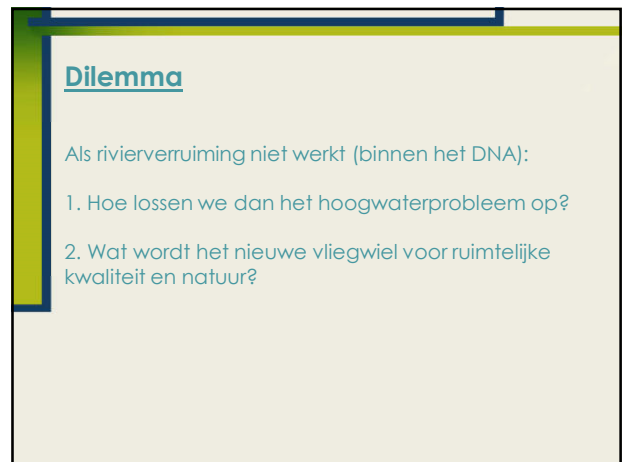 Dilemma
Als rivierverruiming niet werkt (binnen het DNA):
1. Hoe lossen we dan het hoogwaterprobleem op?
2. Wat wordt het nieuwe vliegwiel voor ruimtelijke
kwaliteit en natuur?